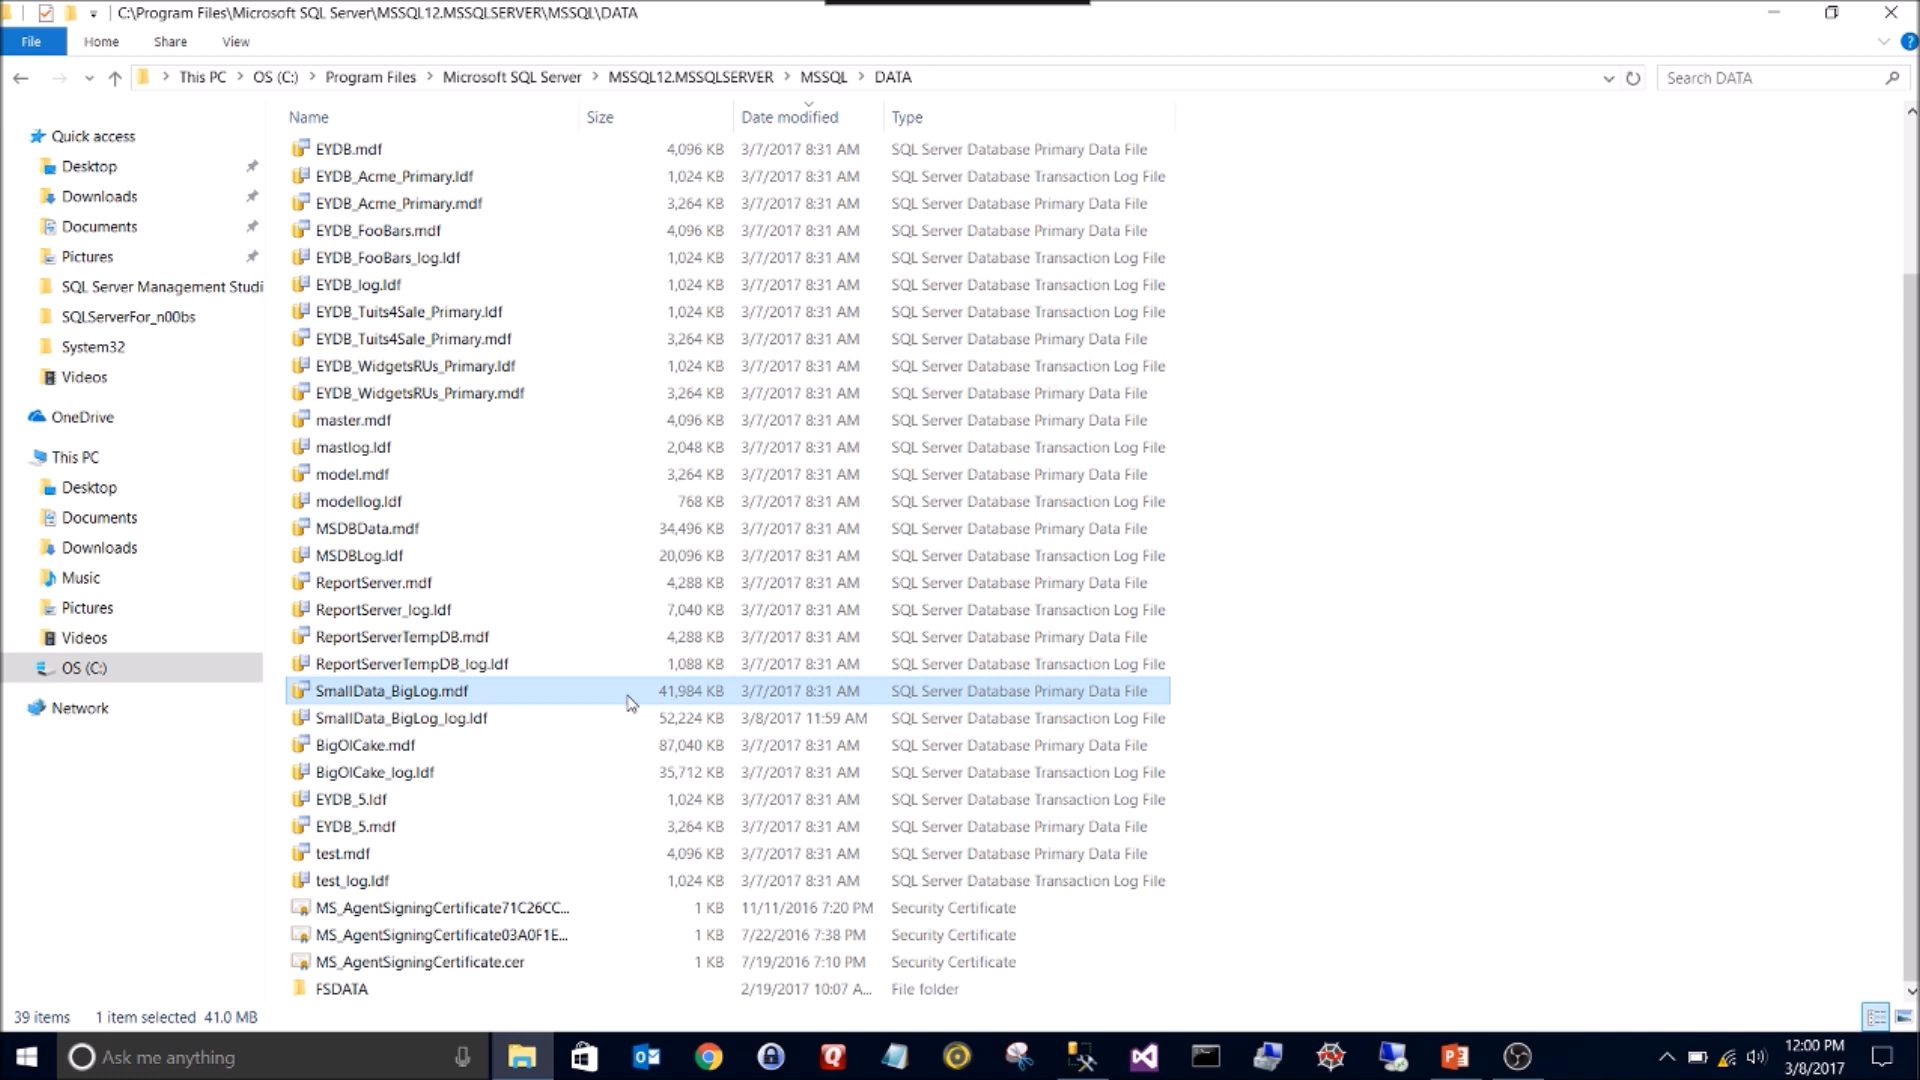 C:\Program Files\Microsoft SQL Server\MSSQL12.MSSQLSERVER\MSSQL\DATA
File Home Share View
This PC OS (C:) Program Files Microsoft SQL Server MSSQL12.MSSQLSERVER MSSQL DATA Search DATA
Quick access
Desktop
Downloads
Documents
Pictures
SQL Server Management Studi
SQLServerFor_n00bs
System32
Videos
OneDrive
This PC
Desktop
Documents
Downloads
Music
Pictures
Videos
OS (C:)
Network
Name Size Date modified Type
EYDB.mdf 4,096 KB 3/7/2017 8:31 AM SQL Server Database Primary Data File
EYDB_Acme_Primary.ldf 1,024 KB 3/7/2017 8:31 AM SQL Server Database Transaction Log File
EYDB_Acme_Primary.mdf 3,264 KB 3/7/2017 8:31 AM SQL Server Database Primary Data File
EYDB_FooBars.mdf 4,096 KB 3/7/2017 8:31 AM SQL Server Database Primary Data File
EYDB_FooBars_log.ldf 1,024 KB 3/7/2017 8:31 AM SQL Server Database Transaction Log File
EYDB_log.ldf 1,024 KB 3/7/2017 8:31 AM SQL Server Database Transaction Log File
EYDB_Tuits4Sale_Primary.ldf 1,024 KB 3/7/2017 8:31 AM SQL Server Database Transaction Log File
EYDB_Tuits4Sale_Primary.mdf 3,264 KB 3/7/2017 8:31 AM SQL Server Database Primary Data File
EYDB_WidgetsRUs_Primary.ldf 1,024 KB 3/7/2017 8:31 AM SQL Server Database Transaction Log File
EYDB_WidgetsRUs_Primary.mdf 3,264 KB 3/7/2017 8:31 AM SQL Server Database Primary Data File
master.mdf 4,096 KB 3/7/2017 8:31 AM SQL Server Database Primary Data File
mastlog.ldf 2,048 KB 3/7/2017 8:31 AM SQL Server Database Transaction Log File
model.mdf 3,264 KB 3/7/2017 8:31 AM SQL Server Database Primary Data File
modellog.ldf 768 KB 3/7/2017 8:31 AM SQL Server Database Transaction Log File
MSDBData.mdf 34,496 KB 3/7/2017 8:31 AM SQL Server Database Primary Data File
MSDBLog.ldf 20,096 KB 3/7/2017 8:31 AM SQL Server Database Transaction Log File
ReportServer.mdf 4,288 KB 3/7/2017 8:31 AM SQL Server Database Primary Data File
ReportServer_log.ldf 7,040 KB 3/7/2017 8:31 AM SQL Server Database Transaction Log File
ReportServerTempDB.mdf 4,288 KB 3/7/2017 8:31 AM SQL Server Database Primary Data File
ReportServerTempDB_log.ldf 1,088 KB 3/7/2017 8:31 AM SQL Server Database Transaction Log File
SmallData_BigLog.mdf 41,984 KB 3/7/2017 8:31 AM SQL Server Database Primary Data File
SmallData_BigLog_log.ldf 52,224 KB 3/8/2017 11:59 AM SQL Server Database Transaction Log File
BigOlCake.mdf 87,040 KB 3/7/2017 8:31 AM SQL Server Database Primary Data File
BigOlCake_log.ldf 35,712 KB 3/7/2017 8:31 AM SQL Server Database Transaction Log File
EYDB_5.ldf 1,024 KB 3/7/2017 8:31 AM SQL Server Database Transaction Log File
EYDB_5.mdf 3,264 KB 3/7/2017 8:31 AM SQL Server Database Primary Data File
test.mdf 4,096 KB 3/7/2017 8:31 AM SQL Server Database Primary Data File
test_log.ldf 1,024 KB 3/7/2017 8:31 AM SQL Server Database Transaction Log File
MS_AgentSigningCertificate71C26CC... 1 KB 11/11/2016 7:20 PM Security Certificate
MS_AgentSigningCertificate03A0F1E... 1 KB 7/22/2016 7:38 PM Security Certificate
MS_AgentSigningCertificate.cer 1 KB 7/19/2016 7:10 PM Security Certificate
FSDATA 2/19/2017 10:07 A... File folder
39 items 1 item selected 41.0 MB
Ask me anything
12:00 PM
3/8/2017